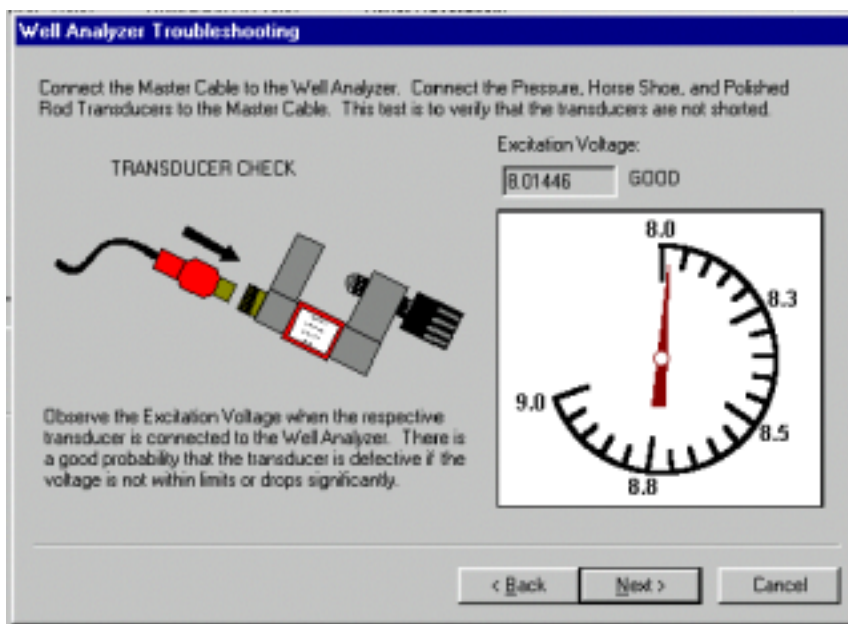 Well Analyzer Troubleshooting
Connect the Master Cable to the Well Analyzer. Connect the Pressure, Horse Shoe, and Polished
Rod Transducers to the Master Cable. This test is to verify that the transducers are not shorted.
TRANSDUCER CHECK
Excitation Voltage:
8.01446 GOOD
8.0
8.3
8.5
8.8
9.0
Observe the Excitation Voltage when the respective
transducer is connected to the Well Analyzer. There is
a good probability that the transducer is defective if the
voltage is not within limits or drops significantly.
< Back
Next >
Cancel